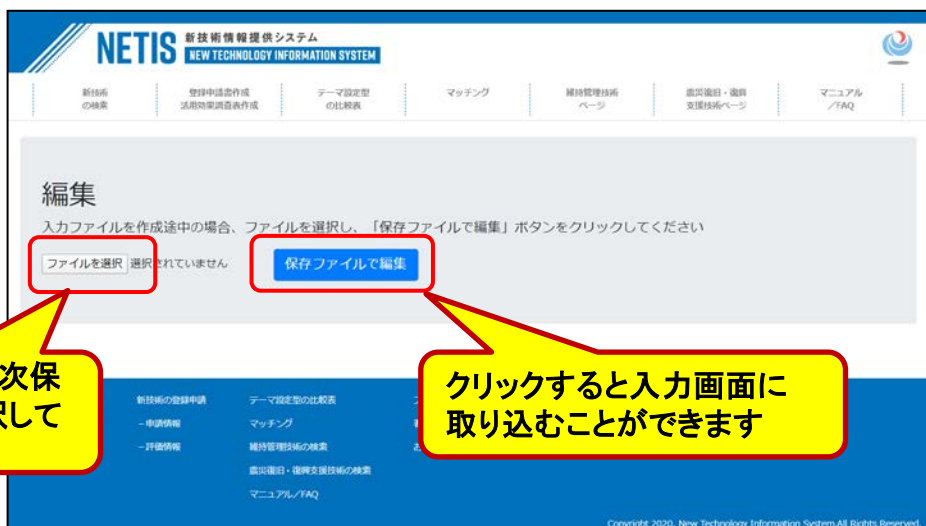 NETIS 新技術情報提供システム
NEW TECHNOLOGY INFORMATION SYSTEM
新技術
の検索
登録申請書作成
活用効果調査表作成
テーマ設定型
の比較表
マッチング
維持管理技術
ページ
震災復旧・復興
支援技術ページ
マニュアル
/FAQ
編集
入力ファイルを作成途中の場合、ファイルを選択し、「保存ファイルで編集」ボタンをクリックしてください
ファイルを選択 選択されていません
保存ファイルで編集
次保
択して
クリックすると入力画面に
取り込むことができます
新技術の登録申請
－申請情報
－評価情報
テーマ設定型の比較表
マッチング
維持管理技術の検索
震災復旧・復興支援技術の検索
マニュアル／FAQ
Copyright 2020, New Technology Information System.All Rights Reserved.